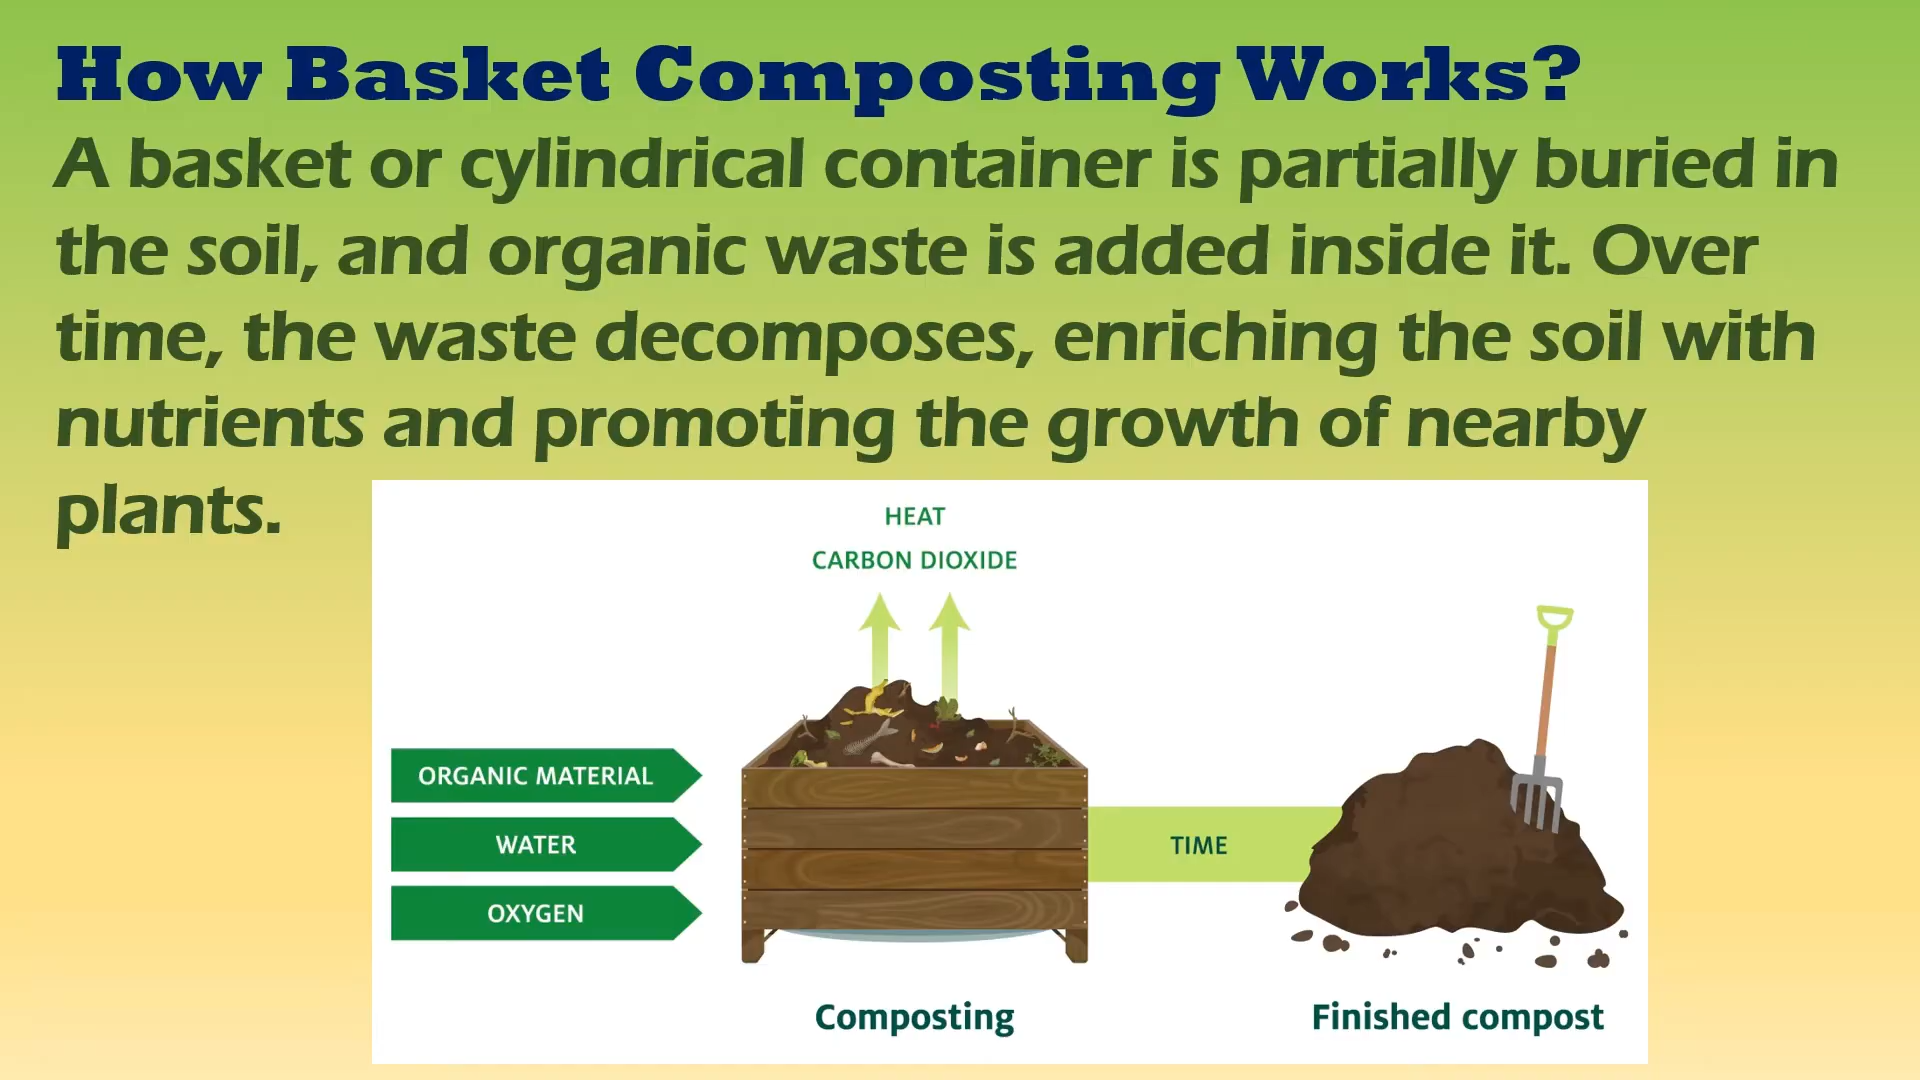 How Basket Composting Works?
A basket or cylindrical container is partially buried in
the soil, and organic waste is added inside it. Over
time, the waste decomposes, enriching the soil with
nutrients and promoting the growth of nearby
plants.
HEAT
CARBON DIOXIDE
ORGANIC MATERIAL
WATER
OXYGEN
TIME
Composting
Finished compost